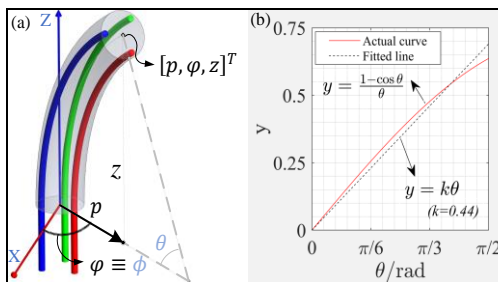 (a)
Z
[p, φ, z]ᵀ
z
p
θ
X
φ ≡ ϕ
(b)
Actual curve
Fitted line
y = (1−cos θ)/θ
y = kθ
(k=0.44)
y
0.75
0.5
0.25
0
0 π/6 π/3 π/2
θ/rad